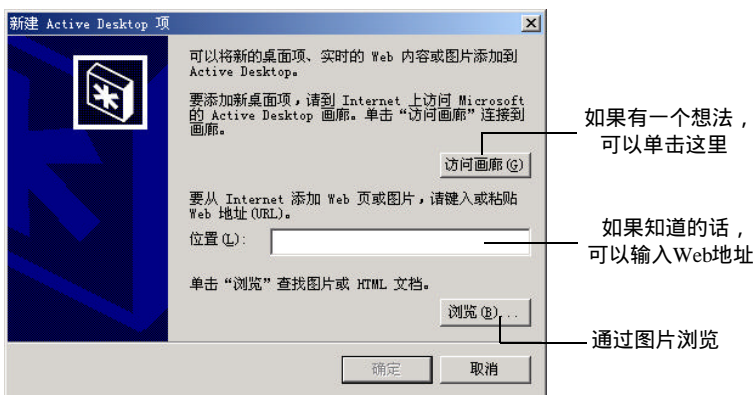 新建 Active Desktop 项
可以将新的桌面项、实时的 Web 内容或图片添加到
Active Desktop。
要添加新桌面项，请到 Internet 上访问 Microsoft
的 Active Desktop 画廊。单击“访问画廊”连接到
画廊。
访问画廊(G)
如果有一个想法，
可以单击这里
要从 Internet 添加 Web 页或图片，请键入或粘贴
Web 地址(URL)。
位置(L):
如果知道的话，
可以输入Web地址
单击“浏览”查找图片或 HTML 文档。
浏览(B)...
通过图片浏览
确定
取消